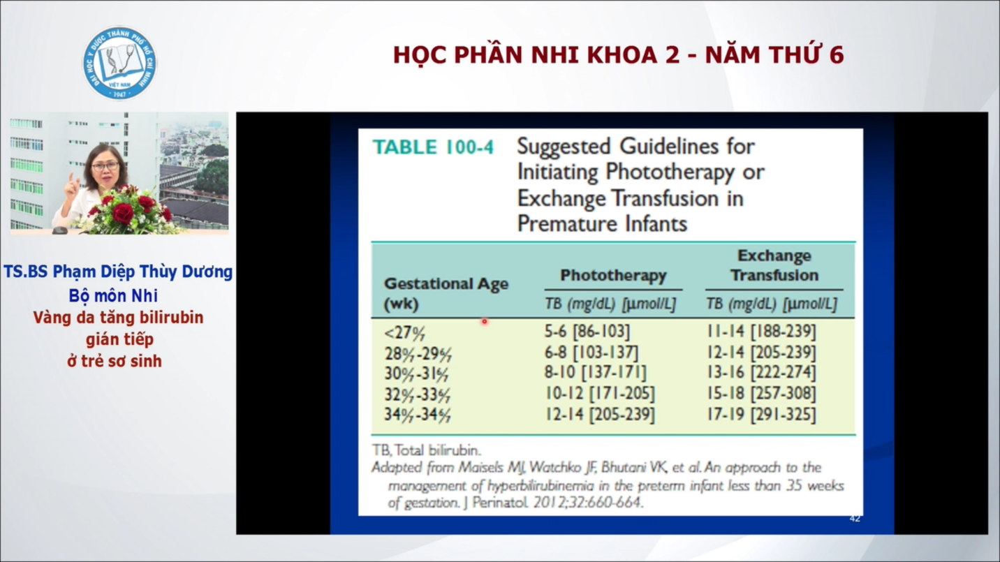 ĐẠI HỌC Y DƯỢC THÀNH PHỐ HỒ CHÍ MINH
VIỆT NAM
1947
HỌC PHẦN NHI KHOA 2 - NĂM THỨ 6
TS.BS Phạm Diệp Thùy Dương
Bộ môn Nhi
Vàng da tăng bilirubin
gián tiếp
ở trẻ sơ sinh
TABLE 100-4 Suggested Guidelines for
Initiating Phototherapy or
Exchange Transfusion in
Premature Infants
Gestational Age
(wk)
Phototherapy
TB (mg/dL) [μmol/L]
Exchange
Transfusion
TB (mg/dL) [μmol/L]
<27 6/7 5-6 [86-103] 11-14 [188-239]
28 0/7-29 6/7 6-8 [103-137] 12-14 [205-239]
30 0/7-31 6/7 8-10 [137-171] 13-16 [222-274]
32 0/7-33 6/7 10-12 [171-205] 15-18 [257-308]
34 0/7-34 6/7 12-14 [205-239] 17-19 [291-325]
TB, Total bilirubin.
Adapted from Maisels MJ, Watchko JF, Bhutani VK, et al. An approach to the
management of hyperbilirubinemia in the preterm infant less than 35 weeks
of gestation. J Perinatol. 2012;32:660-664.
42